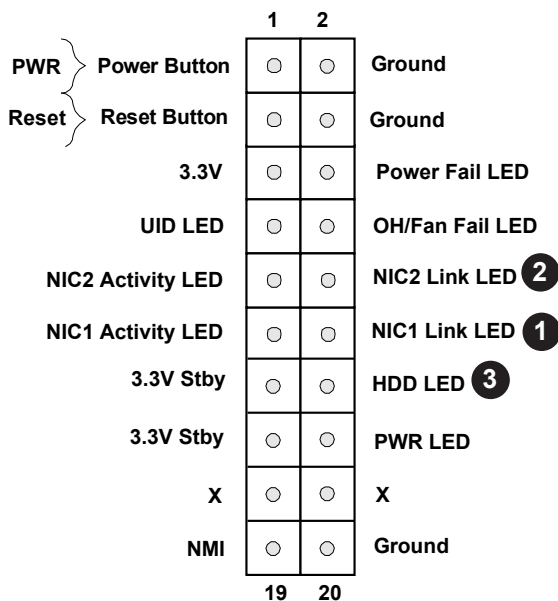 1 2
PWR Power Button Ground
Reset Reset Button Ground
3.3V Power Fail LED
UID LED OH/Fan Fail LED
NIC2 Activity LED NIC2 Link LED 2
NIC1 Activity LED NIC1 Link LED 1
3.3V Stby HDD LED 3
3.3V Stby PWR LED
X X
NMI Ground
19 20